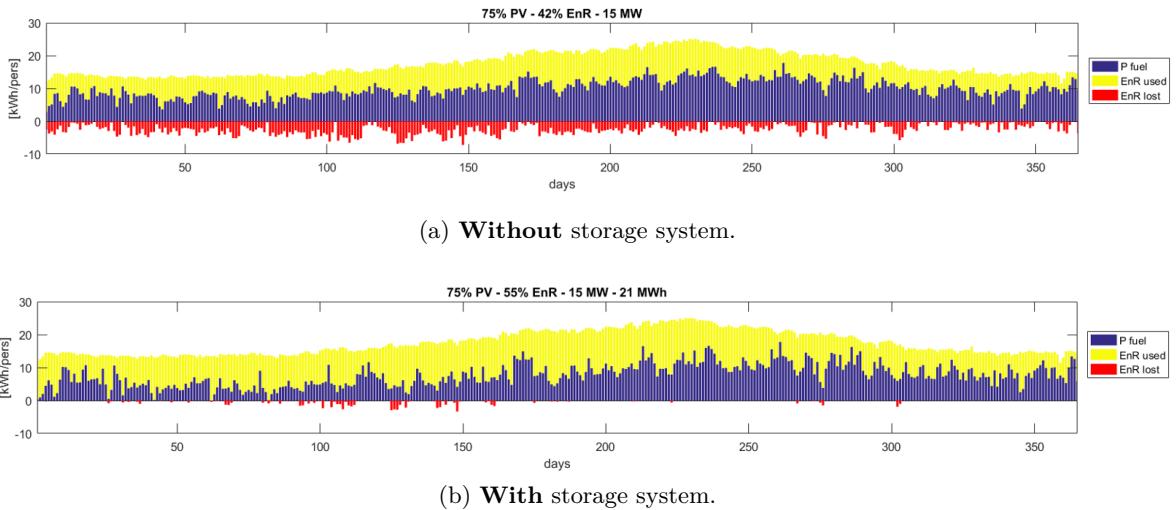 75% PV - 42% EnR - 15 MW
30
20
10
0
-10
[kWh/pers]
50
100
150
200
250
300
350
days
P fuel
EnR used
EnR lost
(a) Without storage system.
75% PV - 55% EnR - 15 MW - 21 MWh
30
20
10
0
-10
[kWh/pers]
50
100
150
200
250
300
350
days
P fuel
EnR used
EnR lost
(b) With storage system.